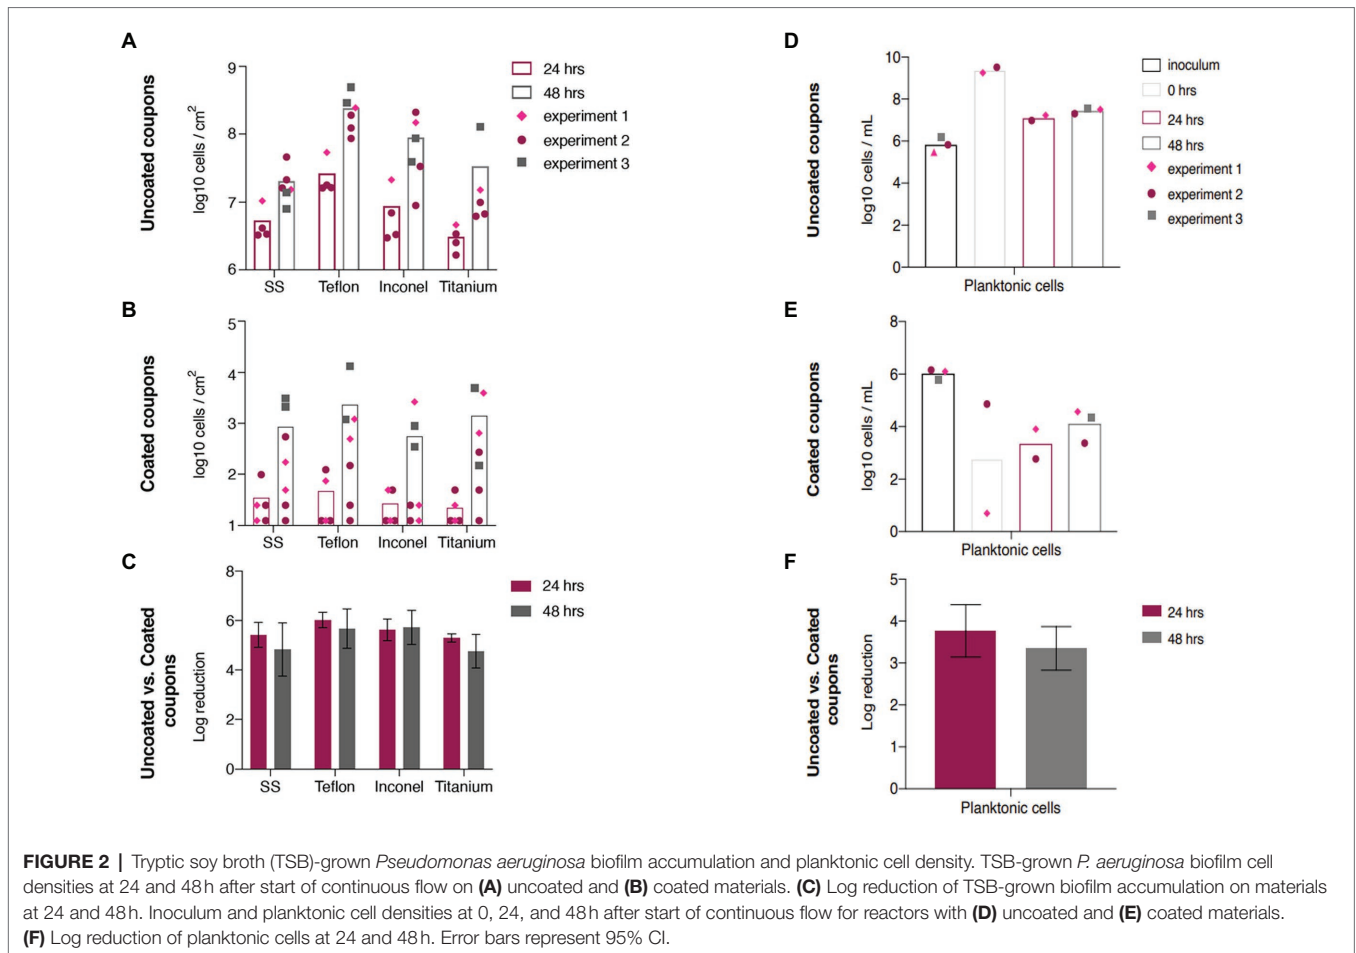 A
Uncoated coupons
log10 cells / cm2
9
8
7
6
SS Teflon Inconel Titanium
24 hrs
48 hrs
experiment 1
experiment 2
experiment 3
D
Uncoated coupons
log10 cells / mL
10
8
6
4
2
0
Planktonic cells
inoculum
0 hrs
24 hrs
48 hrs
experiment 1
experiment 2
experiment 3
B
Coated coupons
log10 cells / cm2
5
4
3
2
1
SS Teflon Inconel Titanium
E
Coated coupons
log10 cells / mL
8
6
4
2
0
Planktonic cells
C
Uncoated vs. Coated
coupons
Log reduction
8
6
4
2
0
SS Teflon Inconel Titanium
24 hrs
48 hrs
F
Uncoated vs. Coated
coupons
Log reduction
5
4
3
2
1
0
Planktonic cells
24 hrs
48 hrs
FIGURE 2 | Tryptic soy broth (TSB)-grown Pseudomonas aeruginosa biofilm accumulation and planktonic cell density. TSB-grown P. aeruginosa biofilm cell
densities at 24 and 48 h after start of continuous flow on (A) uncoated and (B) coated materials. (C) Log reduction of TSB-grown biofilm accumulation on materials
at 24 and 48 h. Inoculum and planktonic cell densities at 0, 24, and 48 h after start of continuous flow for reactors with (D) uncoated and (E) coated materials.
(F) Log reduction of planktonic cells at 24 and 48 h. Error bars represent 95% CI.